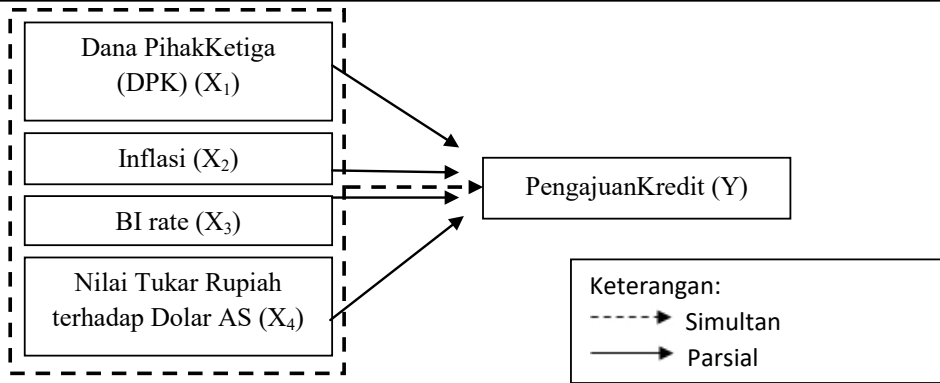 Dana PihakKetiga
(DPK) (X₁)
Inflasi (X₂)
BI rate (X₃)
Nilai Tukar Rupiah
terhadap Dolar AS (X₄)
PengajuanKredit (Y)
Keterangan:
Simultan
Parsial